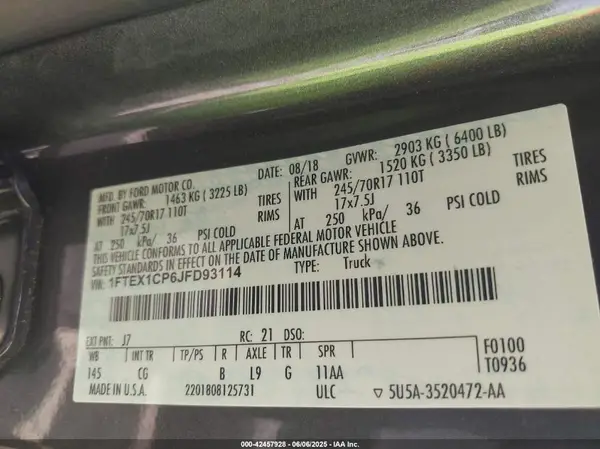 MFD. BY FORD MOTOR CO.
DATE: 08/18 GVWR: 2903 KG ( 6400 LB)
FRONT GAWR: 1463 KG ( 3225 LB) REAR GAWR: 1520 KG ( 3350 LB)
WITH 245/70R17 110T TIRES WITH 245/70R17 110T TIRES
17x7.5J RIMS 17x7.5J RIMS
AT 250 kPa/ 36 PSI COLD AT 250 kPa/ 36 PSI COLD
THIS VEHICLE CONFORMS TO ALL APPLICABLE FEDERAL MOTOR VEHICLE
SAFETY STANDARDS IN EFFECT ON THE DATE OF MANUFACTURE SHOWN ABOVE.
VIN: 1FTEX1CP6JFD93114 TYPE: Truck
EXT PNT: J7 RC: 21 DSO:
WB INT TR TP/PS R AXLE TR SPR F0100
145 CG B L9 G 11AA T0936
MADE IN U.S.A. 2201808125731 ULC ▽ 5U5A-3520472-AA
000-42457928 - 06/06/2025 - IAAI.COM